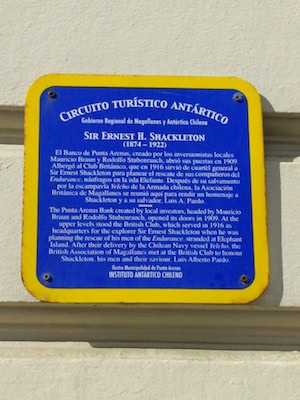 CIRCUITO TURÍSTICO ANTÁRTICO
Gobierno Regional de Magallanes y Antártica Chilena
SIR ERNEST H. SHACKLETON
(1874 – 1922)
El Banco de Punta Arenas, creado por los inversionistas locales
Mauricio Braun y Rodolfo Stubenrauch, abrió sus puertas en 1909.
Albergó al Club Británico, que en 1916 sirvió de cuartel general a
Sir Ernest Shackleton para planear el rescate de sus compañeros del
Endurance, náufragos en la isla Elefante. Después de su salvamento
por la escampavía Yelcho de la Armada chilena, la Asociación
Británica de Magallanes se reunió aquí para rendir un homenaje a
Shackleton y a su salvador, Luis A. Pardo.
The Punta Arenas Bank created by local investors, headed by Mauricio
Braun and Rodolfo Stubenrauch, opened its doors in 1909. At the
upper levels stood the British Club, which served in 1916 as
headquarters for the explorer Sir Ernest Shackleton when he was
planning the rescue of his men of the Endurance, stranded at Elephant
Island. After their delivery by the Chilean Navy vessel Yelcho, the
British Association of Magallanes met at the British Club to honour
Shackleton, his men and their saviour, Luis Alberto Pardo.
Ilustre Municipalidad de Punta Arenas
INSTITUTO ANTÁRTICO CHILENO